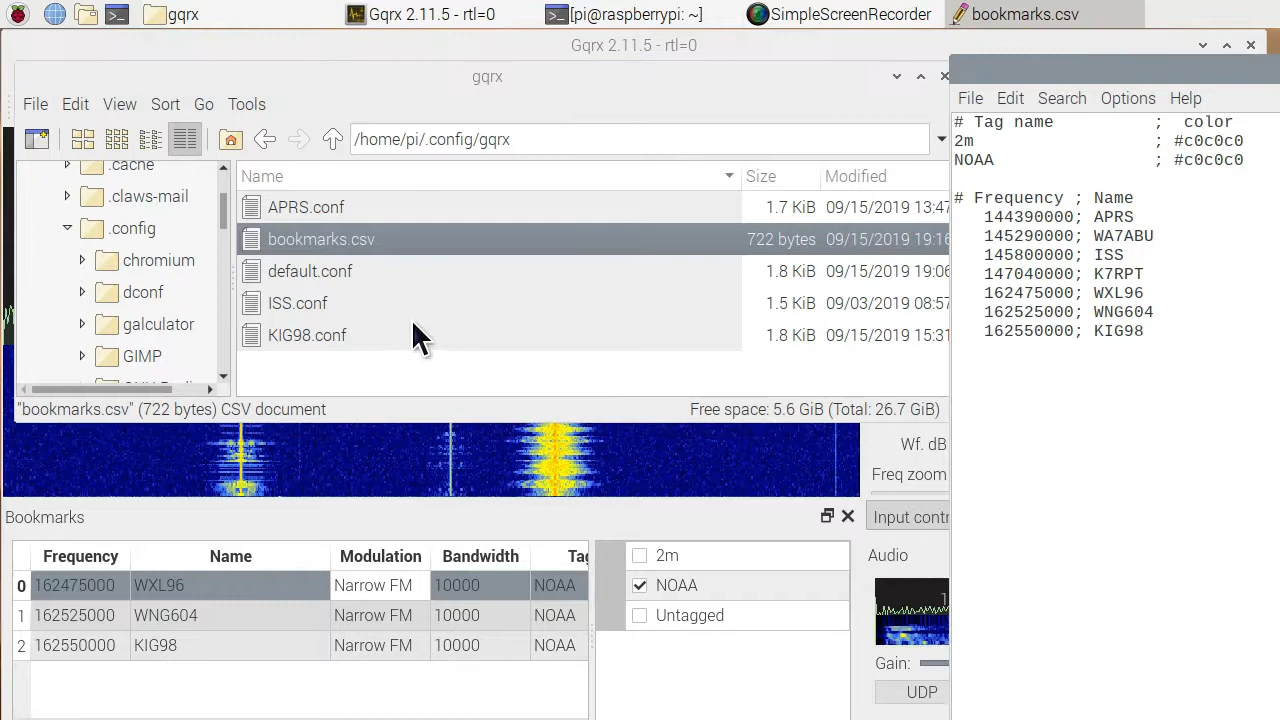 gqrx
Gqrx 2.11.5 - rtl=0
[pi@raspberrypi: ~]
SimpleScreenRecorder
bookmarks.csv
Gqrx 2.11.5 - rtl=0
gqrx
File Edit View Sort Go Tools
/home/pi/.config/gqrx
.cache
.claws-mail
.config
chromium
dconf
galculator
GIMP
Name Size Modified
APRS.conf 1.7 KiB 09/15/2019 13:47
bookmarks.csv 722 bytes 09/15/2019 19:16
default.conf 1.8 KiB 09/15/2019 19:06
ISS.conf 1.5 KiB 09/03/2019 08:57
KIG98.conf 1.8 KiB 09/15/2019 15:31
"bookmarks.csv" (722 bytes) CSV document Free space: 5.6 GiB (Total: 26.7 GiB)
File Edit Search Options Help
# Tag name ; color
2m ; #c0c0c0
NOAA ; #c0c0c0
# Frequency ; Name
144390000; APRS
145290000; WA7ABU
145800000; ISS
147040000; K7RPT
162475000; WXL96
162525000; WNG604
162550000; KIG98
Wf. dB
Freq zoom
Input contr
Audio
Gain:
UDP
Bookmarks
Frequency Name Modulation Bandwidth Tag
0 162475000 WXL96 Narrow FM 10000 NOAA
1 162525000 WNG604 Narrow FM 10000 NOAA
2 162550000 KIG98 Narrow FM 10000 NOAA
2m
NOAA
Untagged